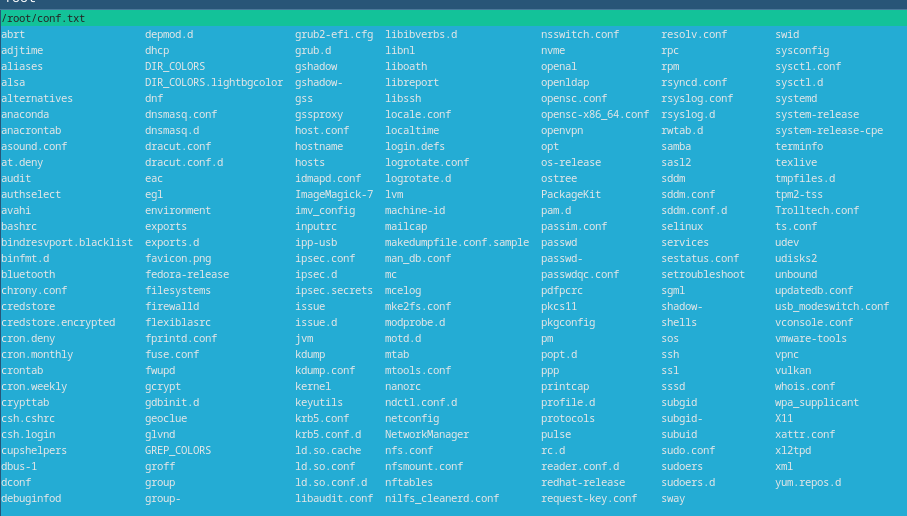 /root/conf.txt
abrt depmod.d grub2-efi.cfg libibverbs.d nsswitch.conf resolv.conf swid
adjtime dhcp grub.d libnl nvme rpc sysconfig
aliases DIR_COLORS gshadow liboath openal rpm sysctl.conf
alsa DIR_COLORS.lightbgcolor gshadow- libreport openldap rsyncd.conf sysctl.d
alternatives dnf gss libssh opensc.conf rsyslog.conf systemd
anaconda dnsmasq.conf gssproxy locale.conf opensc-x86_64.conf rsyslog.d system-release
anacrontab dnsmasq.d host.conf localtime openvpn rwtab.d system-release-cpe
asound.conf dracut.conf hostname login.defs opt samba terminfo
at.deny dracut.conf.d hosts logrotate.conf os-release sasl2 texlive
audit eac idmapd.conf logrotate.d ostree sddm tmpfiles.d
authselect egl ImageMagick-7 lvm PackageKit sddm.conf tpm2-tss
avahi environment imv_config machine-id pam.d sddm.conf.d Trolltech.conf
bashrc exports inputrc mailcap passim.conf selinux ts.conf
bindresvport.blacklist exports.d ipp-usb makedumpfile.conf.sample passwd services udev
binfmt.d favicon.png ipsec.conf man_db.conf passwd- sestatus.conf udisks2
bluetooth fedora-release ipsec.d mc passwdqc.conf setroubleshoot unbound
chrony.conf filesystems ipsec.secrets mcelog pdfpcrc sgml updatedb.conf
credstore firewalld issue mke2fs.conf pkcs11 shadow- usb_modeswitch.conf
credstore.encrypted flexiblasrc issue.d modprobe.d pkgconfig shells vconsole.conf
cron.deny fprintd.conf jvm motd.d pm sos vmware-tools
cron.monthly fuse.conf kdump mtab popt.d ssh vpnc
crontab fwupd kdump.conf mtools.conf ppp ssl vulkan
cron.weekly gcrypt kernel nanorc printcap sssd whois.conf
crypttab gdbinit.d keyutils ndctl.conf.d profile.d subgid wpa_supplicant
csh.cshrc geoclue krb5.conf netconfig protocols subgid- X11
csh.login glvnd krb5.conf.d NetworkManager pulse subuid xattr.conf
cupshelpers GREP_COLORS ld.so.cache nfs.conf rc.d sudo.conf xl2tpd
dbus-1 groff ld.so.conf nfsmount.conf reader.conf.d sudoers xml
dconf group ld.so.conf.d nftables redhat-release sudoers.d yum.repos.d
debuginfod group- libaudit.conf nilfs_cleanerd.conf request-key.conf sway